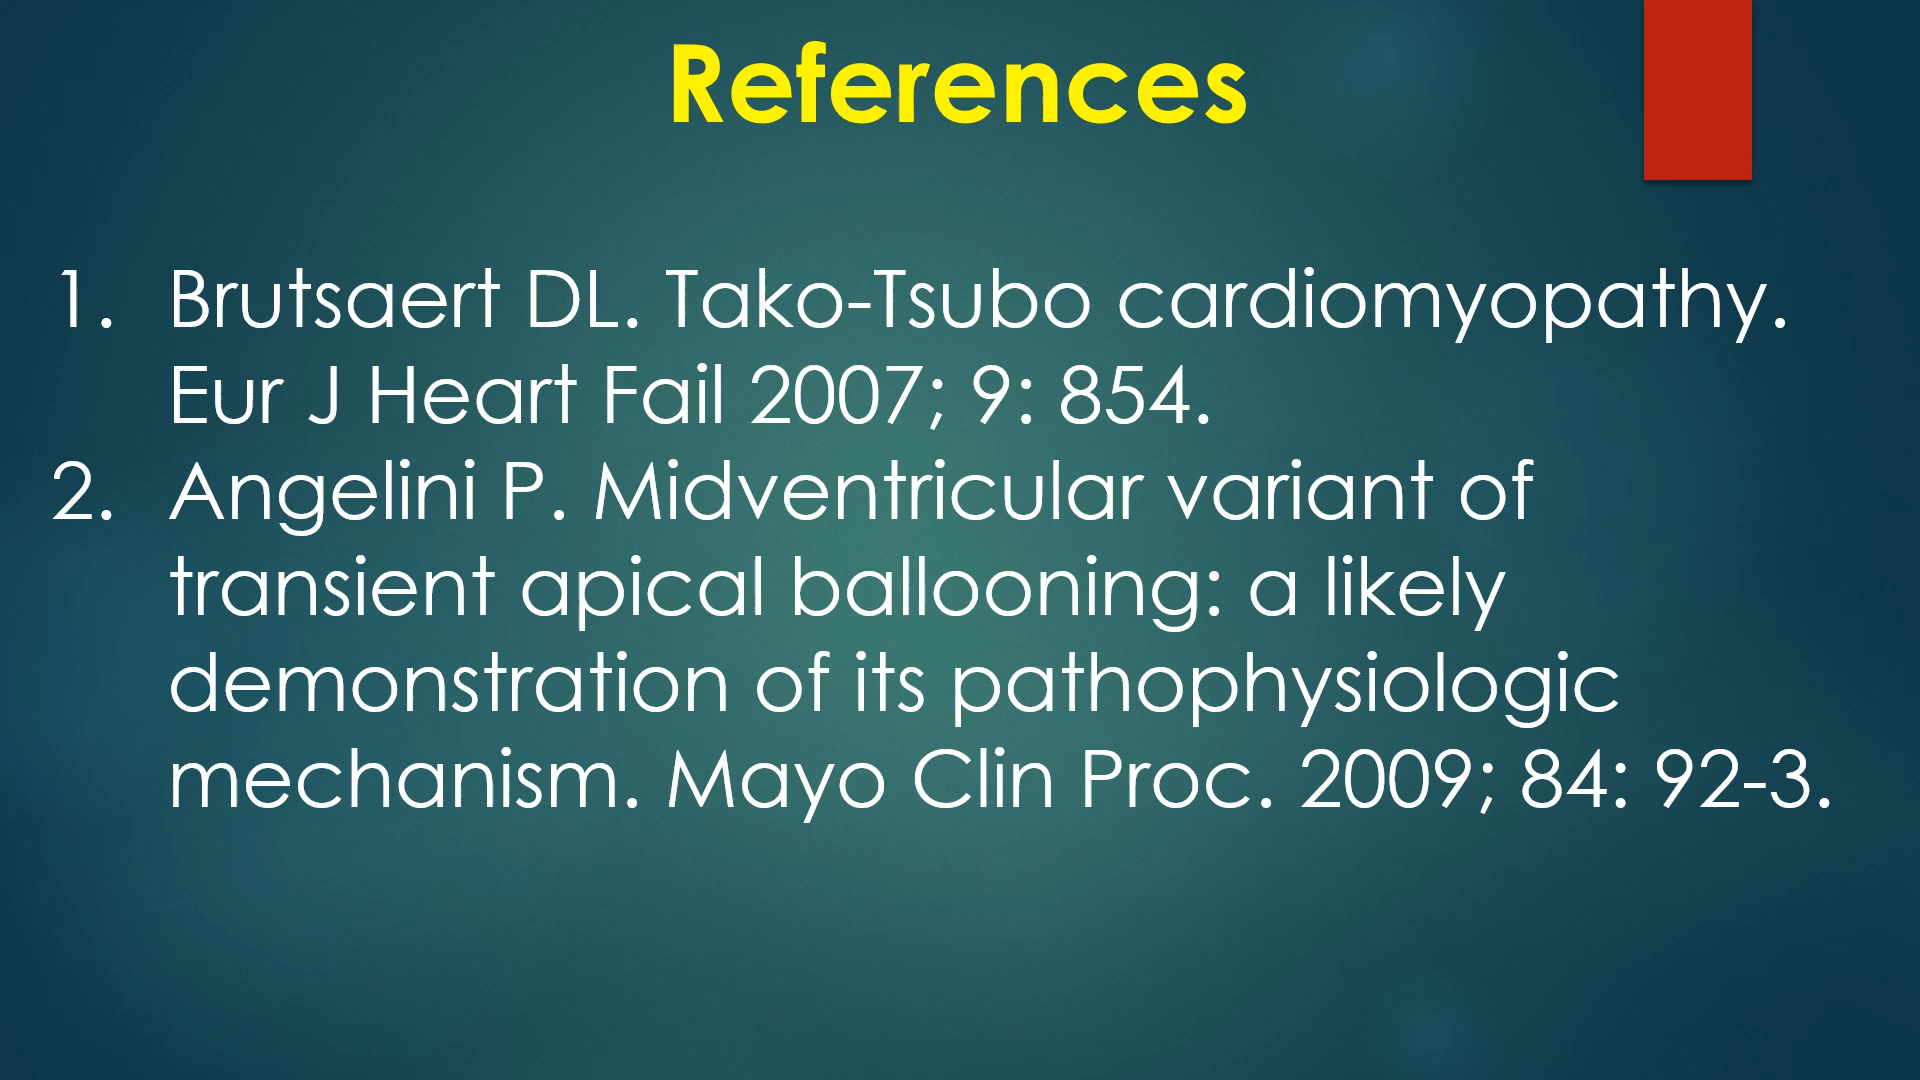 References
1. Brutsaert DL. Tako-Tsubo cardiomyopathy.
Eur J Heart Fail 2007; 9: 854.
2. Angelini P. Midventricular variant of
transient apical ballooning: a likely
demonstration of its pathophysiologic
mechanism. Mayo Clin Proc. 2009; 84: 92-3.